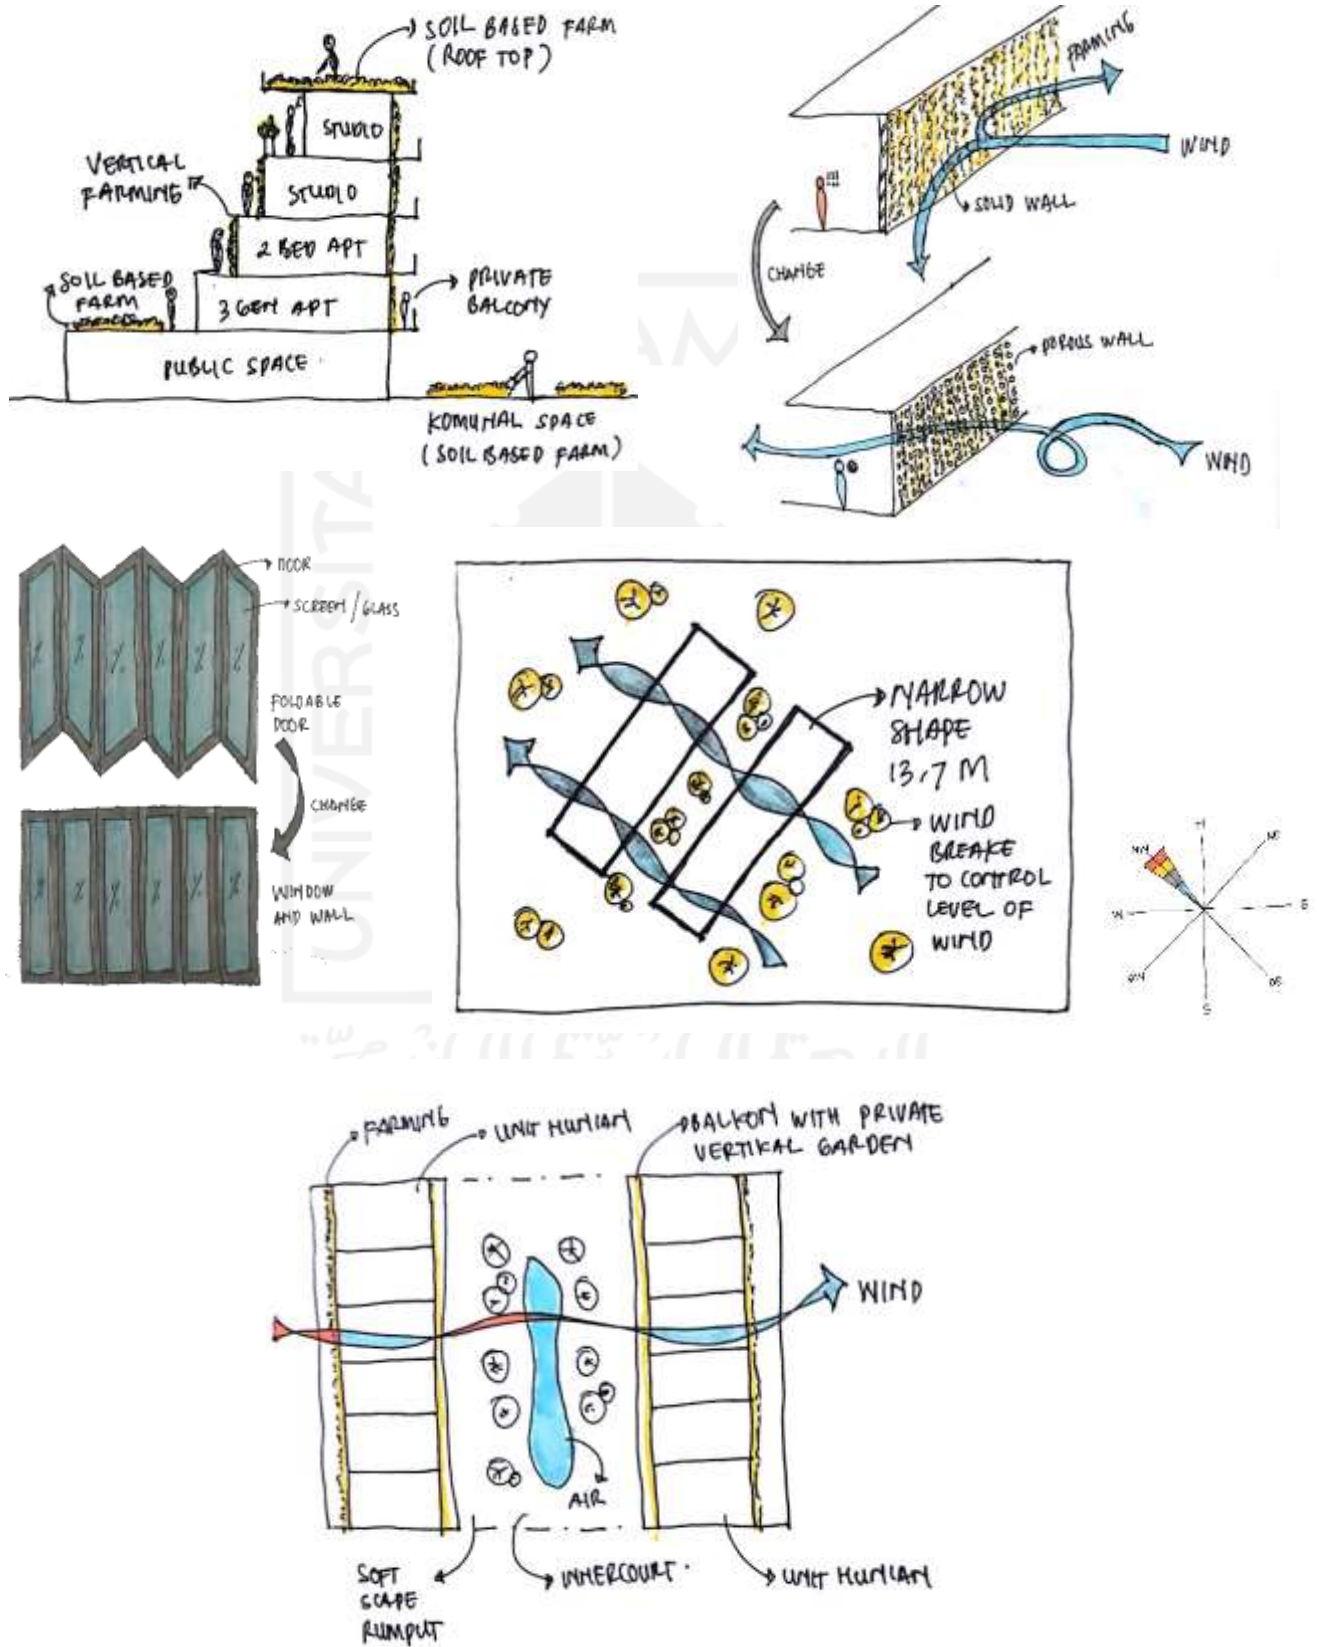 SOIL BASED FARM
(ROOF TOP)
STUDIO
VERTICAL
FARMING
STUDIO
2 BED APT
SOIL BASED
FARM
3 GEN APT
PRIVATE
BALCONY
PUBLIC SPACE
KOMUNAL SPACE
(SOIL BASED FARM)
FARMING
WIND
SOLID WALL
!!!
CHANGE
POROUS WALL
WIND
DOOR
SCREEN/GLASS
FOLDABLE
DOOR
CHANGE
WINDOW
AND WALL
NARROW
SHAPE
13,7 M
WIND
BREAKE
TO CONTROL
LEVEL OF
WIND
S
UNIVERSITA
FARMING
UNIT HUNIAN
BALKON WITH PRIVATE
VERTIKAL GARDEN
WIND
AIR
SOFT
SCAPE
RUMPUT
INNERCOURT.
UNIT HUNIAN